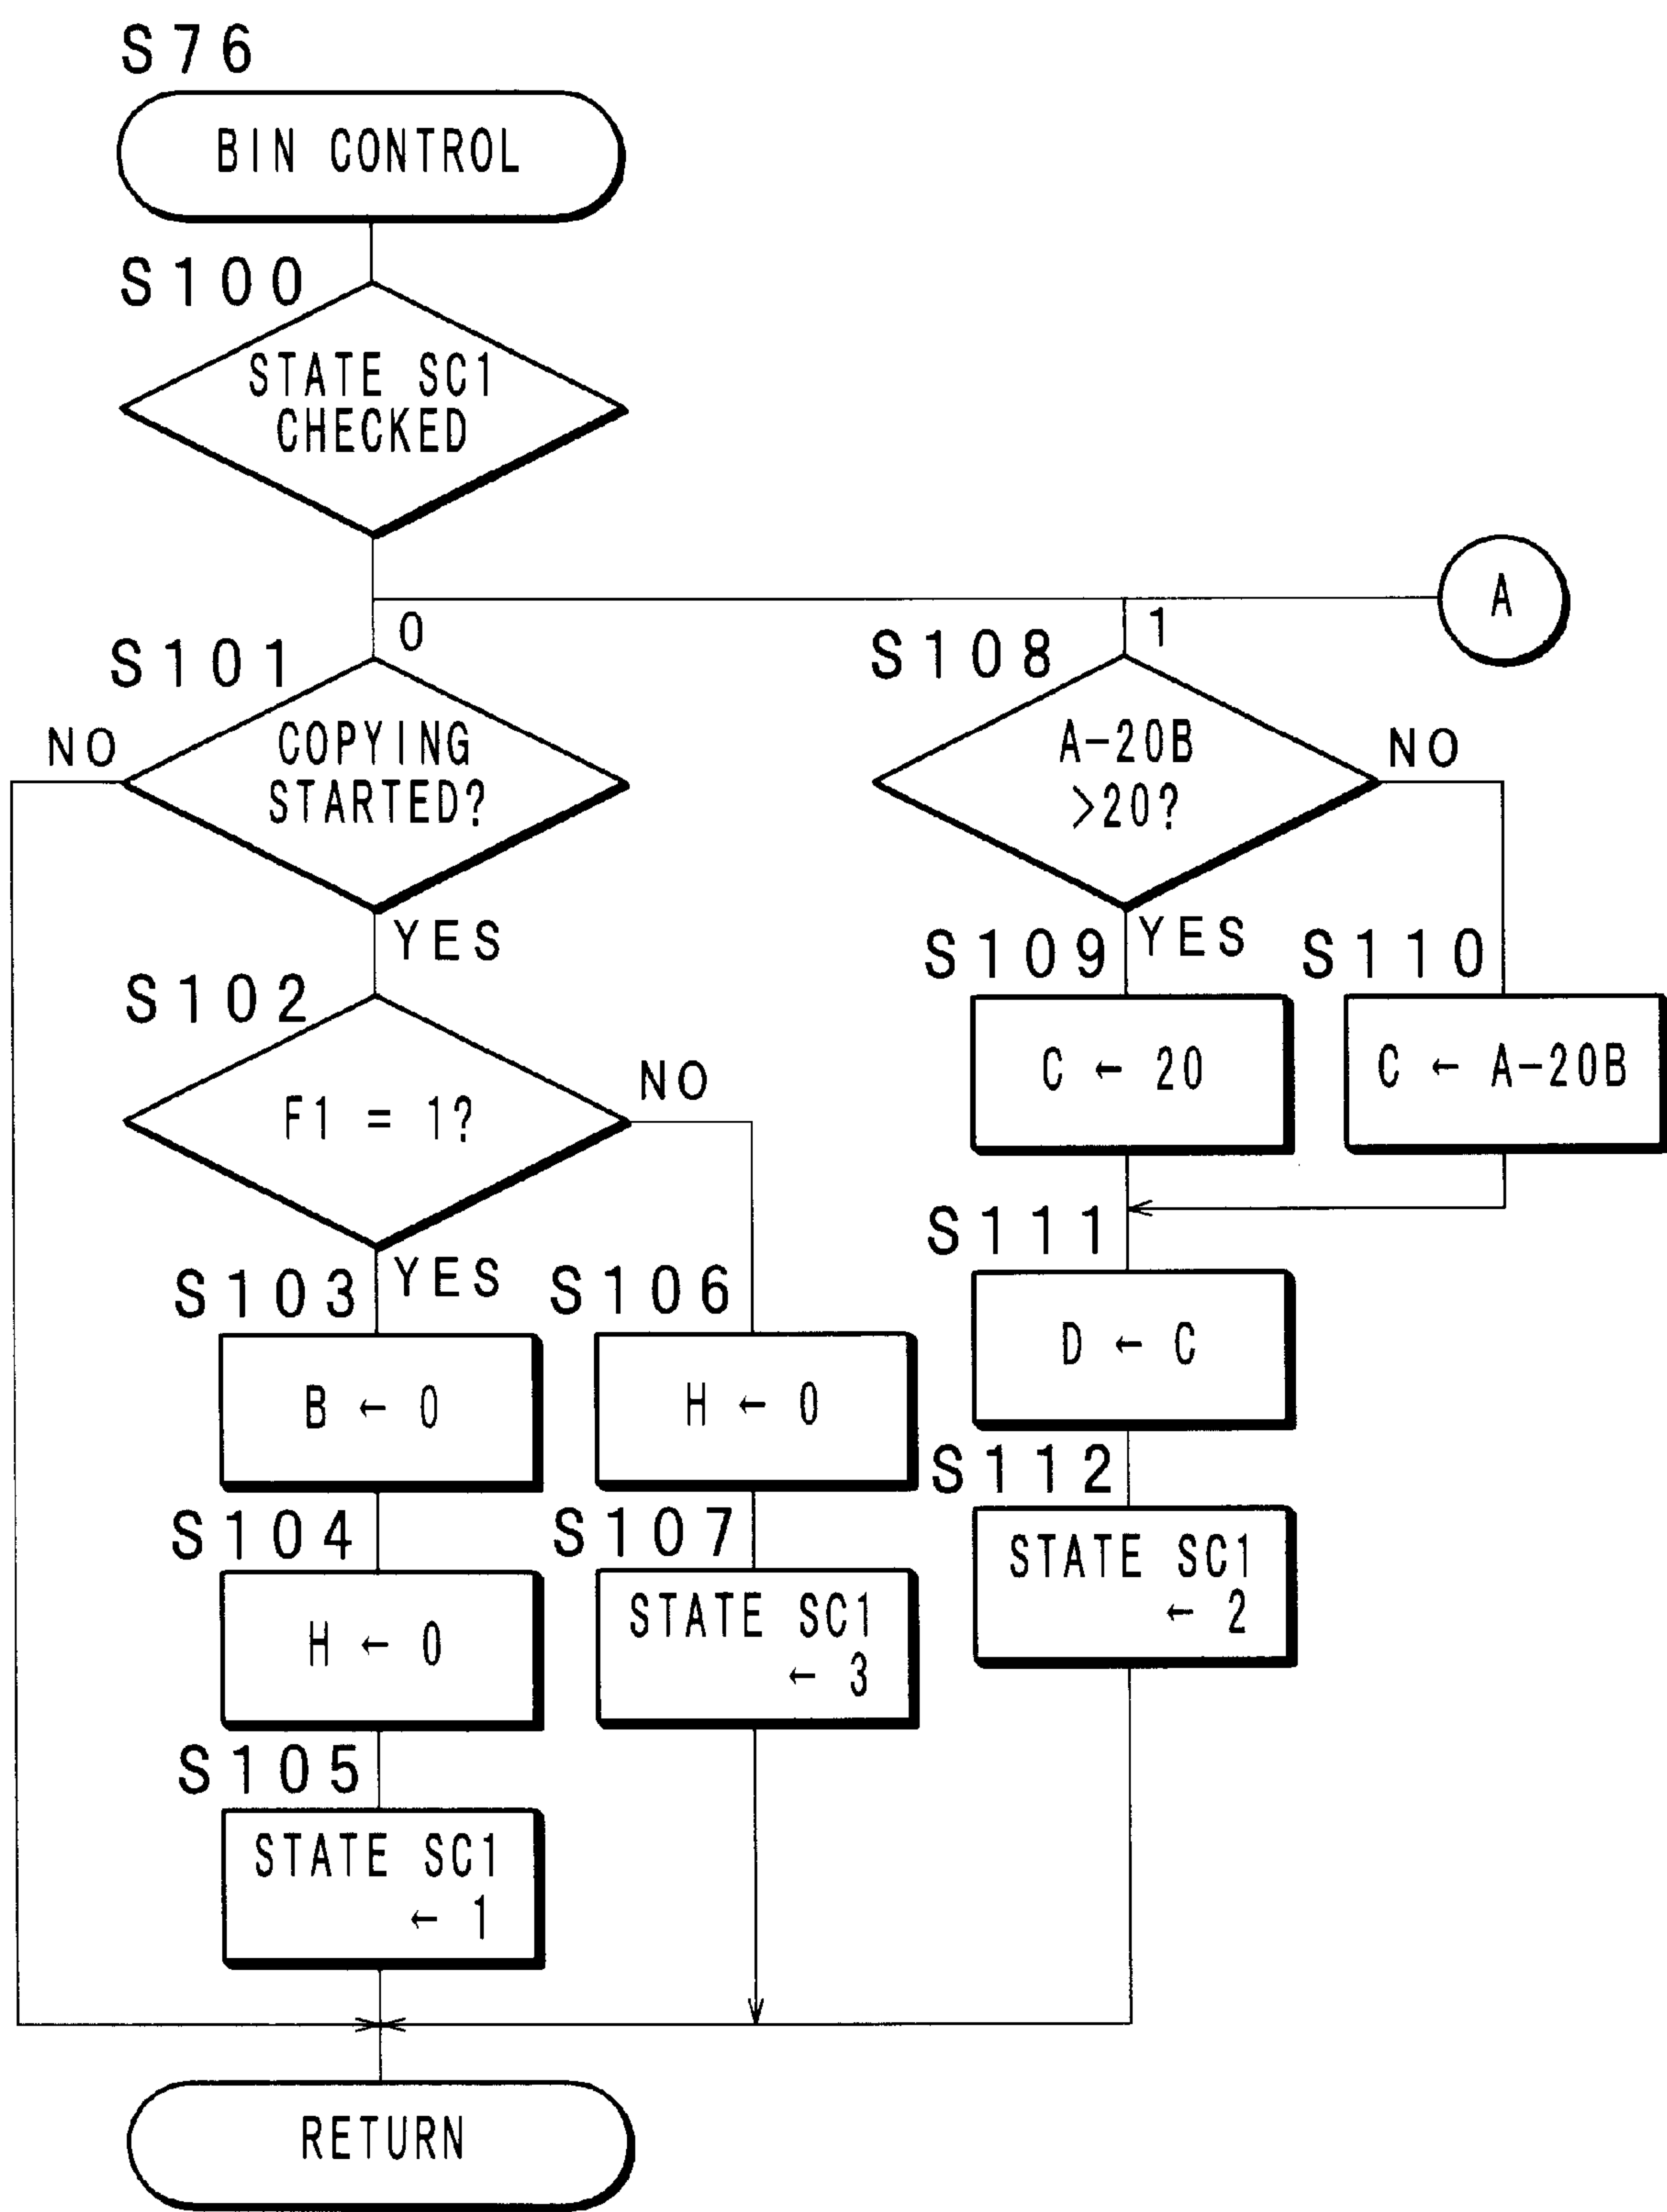 S76
BIN CONTROL
S100
STATE SC1
CHECKED
A
0
1
S101
NO
COPYING
STARTED?
YES
S102
F1 = 1?
NO
YES
S103
B ← 0
S104
H ← 0
S105
STATE SC1
← 1
S106
H ← 0
S107
STATE SC1
← 3
S108
A-20B
>20?
NO
YES
S109
C ← 20
S110
C ← A-20B
S111
D ← C
S112
STATE SC1
← 2
RETURN